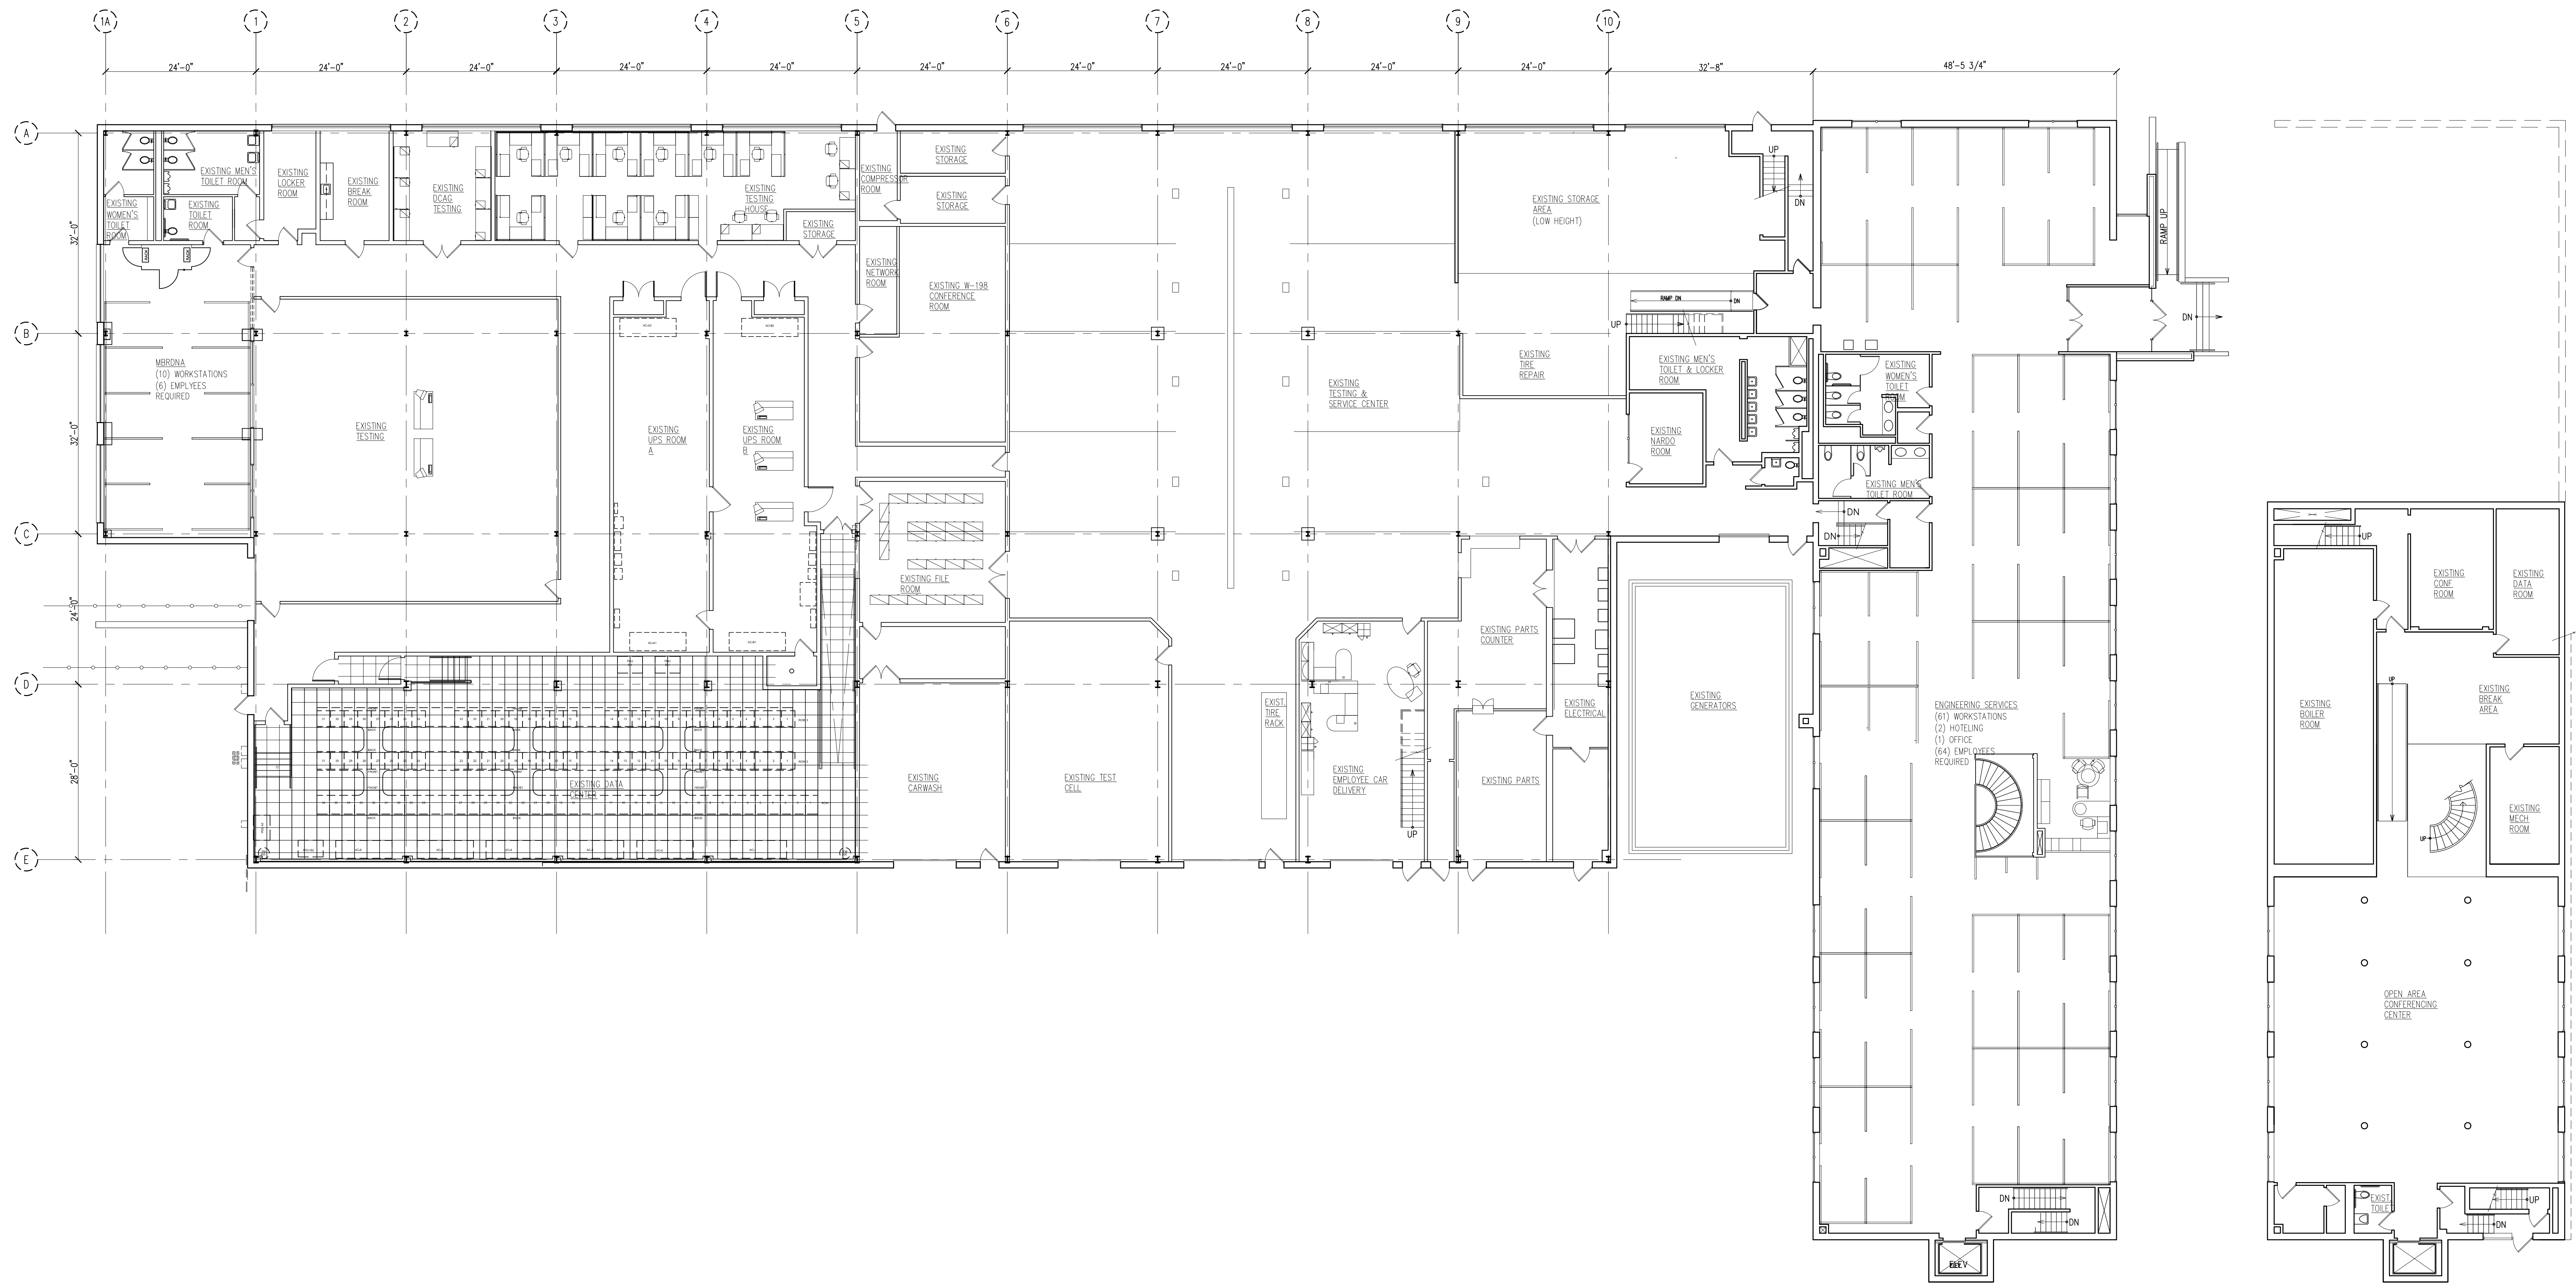 1A 1 2 3 4 5 6 7 8 9 10
24'-0" 24'-0" 24'-0" 24'-0" 24'-0" 24'-0" 24'-0" 24'-0" 24'-0" 24'-0" 32'-8" 48'-5 3/4"
A
B
C
D
E
32'-0"
32'-0"
24'-0"
28'-0"
EXISTING
WOMEN'S
TOILET
ROOM
EXISTING MEN'S
TOILET ROOM
EXISTING
TOILET
ROOM
EXISTING
LOCKER
ROOM
EXISTING
BREAK
ROOM
EXISTING
DCAG
TESTING
EXISTING
TESTING
HOUSE
EXISTING
STORAGE
EXISTING
COMPRESSOR
ROOM
EXISTING
STORAGE
EXISTING
STORAGE
EXISTING
NETWORK
ROOM
EXISTING W-198
CONFERENCE
ROOM
MBRDNA
(10) WORKSTATIONS
(6) EMPLYEES
REQUIRED
EXISTING
TESTING
EXISTING
UPS ROOM
A
EXISTING
UPS ROOM
B
EXISTING FILE
ROOM
EXISTING DATA
CENTER
EXISTING
CARWASH
EXISTING TEST
CELL
EXIST.
TIRE
RACK
EXISTING
EMPLOYEE CAR
DELIVERY
UP
EXISTING
TESTING &
SERVICE CENTER
EXISTING STORAGE
AREA
(LOW HEIGHT)
UP
DN
RAMP DN
DN
UP
EXISTING
TIRE
REPAIR
EXISTING MEN'S
TOILET & LOCKER
ROOM
EXISTING
NARDO
ROOM
EXISTING PARTS
COUNTER
EXISTING PARTS
EXISTING
ELECTRICAL
EXISTING
GENERATORS
EXISTING
WOMEN'S
TOILET
ROOM
EXISTING MEN'S
TOILET ROOM
DN
DN
RAMP UP
DN
ENGINEERING SERVICES
(61) WORKSTATIONS
(2) HOTELING
(1) OFFICE
(64) EMPLOYEES
REQUIRED
DN
DN
ELEV
UP
EXISTING
CONF
ROOM
EXISTING
DATA
ROOM
EXISTING
BOILER
ROOM
UP
EXISTING
BREAK
AREA
UP
EXISTING
MECH
ROOM
OPEN AREA
CONFERENCING
CENTER
EXIST.
TOILET
UP
DN